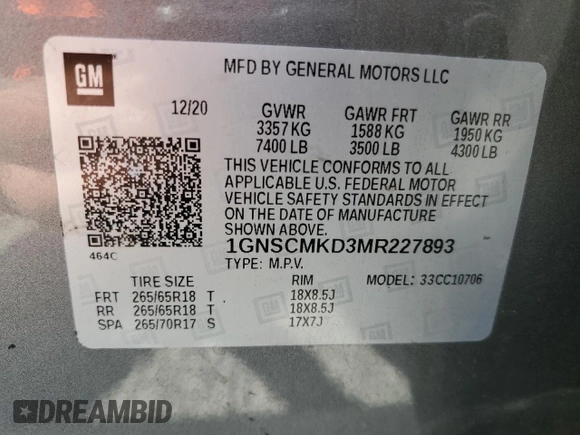 GM
MFD BY GENERAL MOTORS LLC
12/20 GVWR GAWR FRT GAWR RR
3357 KG 1588 KG 1950 KG
7400 LB 3500 LB 4300 LB
THIS VEHICLE CONFORMS TO ALL
APPLICABLE U.S. FEDERAL MOTOR
VEHICLE SAFETY STANDARDS IN EFFECT
ON THE DATE OF MANUFACTURE
SHOWN ABOVE.
464C
1GNSCMKD3MR227893
TYPE: M.P.V. MODEL: 33CC10706
TIRE SIZE RIM
FRT 265/65R18 T 18X8.5J
RR 265/65R18 T 18X8.5J
SPA 265/70R17 S 17X7J
DREAMBID